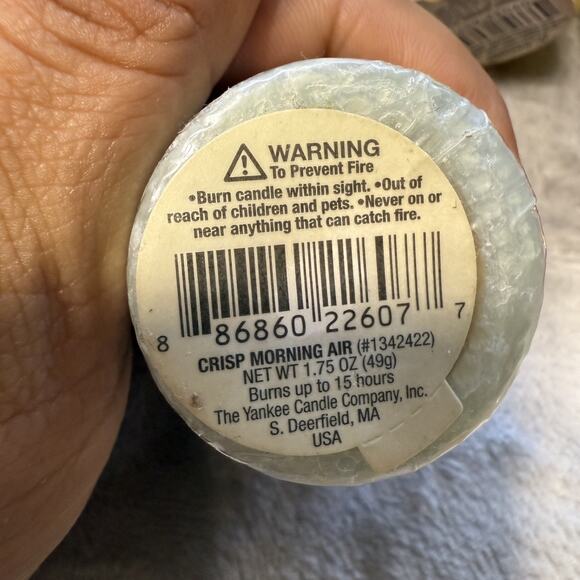 WARNING
To Prevent Fire
•Burn candle within sight. •Out of
reach of children and pets. •Never on or
near anything that can catch fire.
8 86860 22607 7
CRISP MORNING AIR (#1342422)
NET WT 1.75 OZ (49g)
Burns up to 15 hours
The Yankee Candle Company, Inc.
S. Deerfield, MA
USA